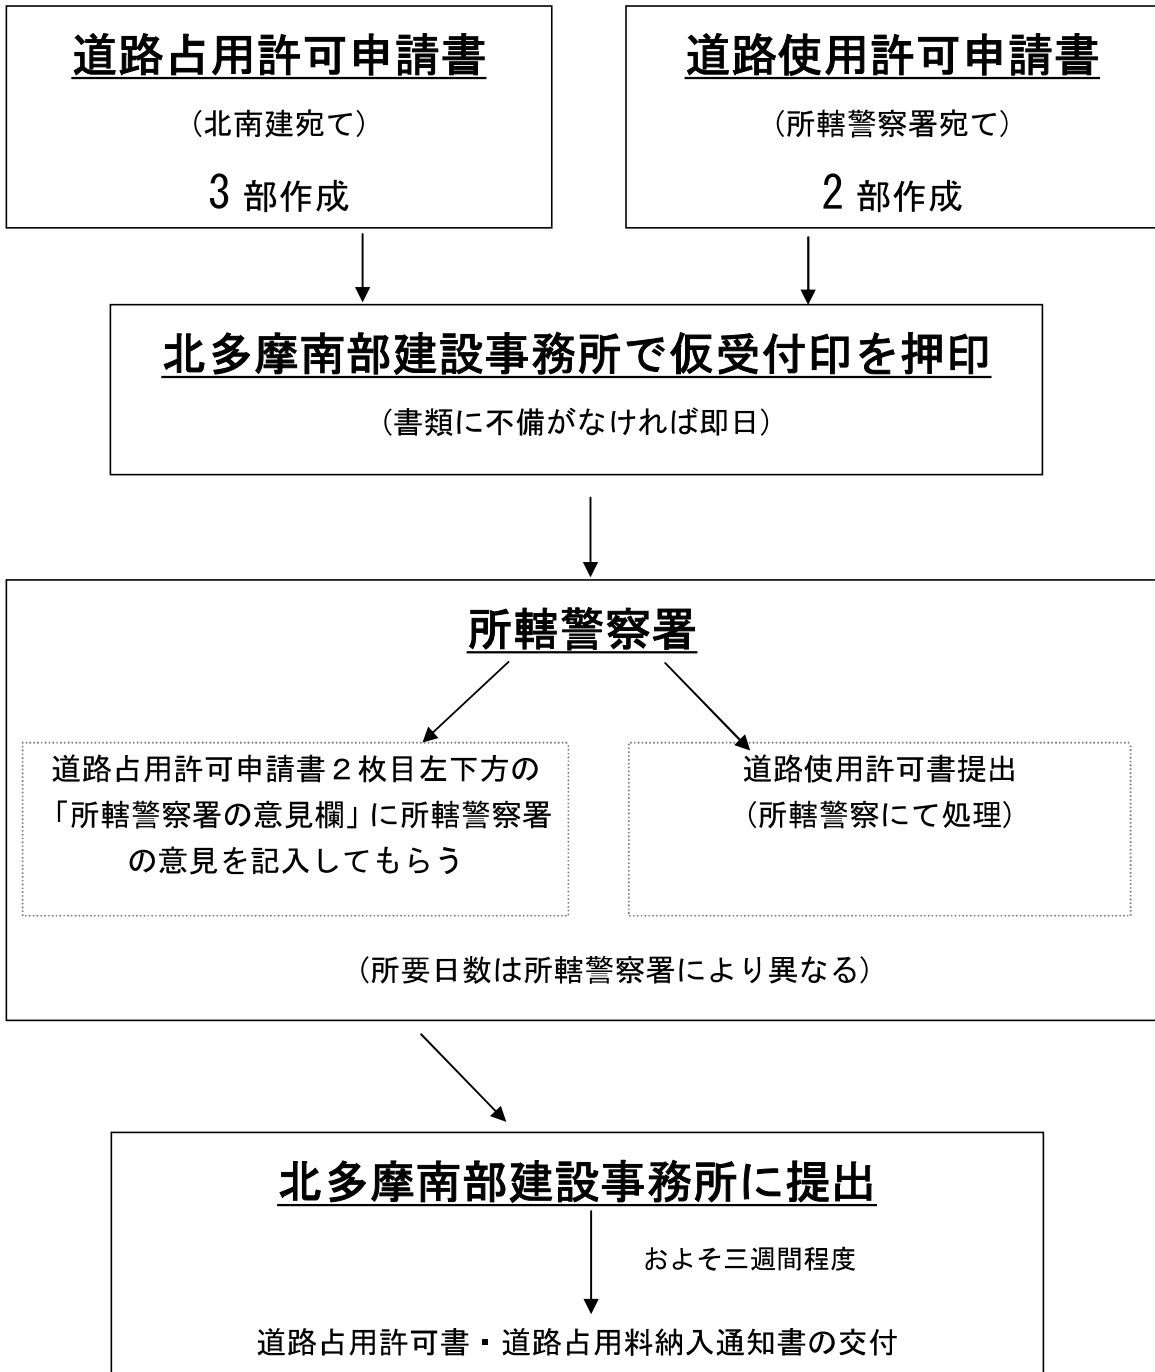 道路占用許可申請書
(北南建宛て)
3 部作成
道路使用許可申請書
(所轄警察署宛て)
2 部作成
北多摩南部建設事務所で仮受付印を押印
(書類に不備がなければ即日)
所轄警察署
道路占用許可申請書２枚目左下方の
「所轄警察署の意見欄」に所轄警察署
の意見を記入してもらう
道路使用許可書提出
(所轄警察にて処理)
(所要日数は所轄警察署により異なる)
北多摩南部建設事務所に提出
およそ三週間程度
道路占用許可書・道路占用料納入通知書の交付